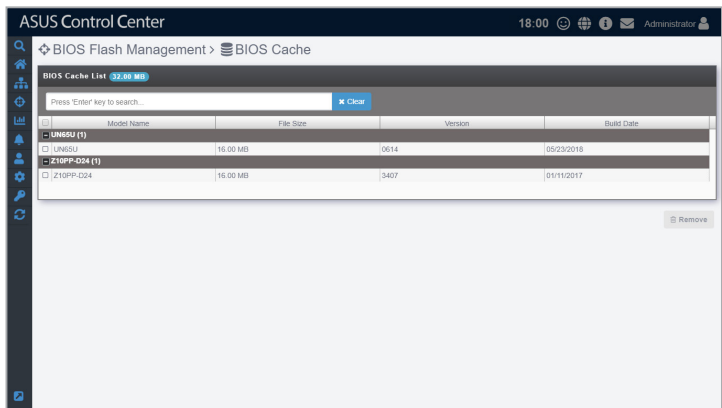 ASUS Control Center
18:00 Administrator
BIOS Flash Management > BIOS Cache
BIOS Cache List 32.00 MB
Press 'Enter' key to search... Clear
Model Name File Size Version Build Date
UN65U (1)
UN65U 16.00 MB 0614 05/23/2018
Z10PP-D24 (1)
Z10PP-D24 16.00 MB 3407 01/11/2017
Remove